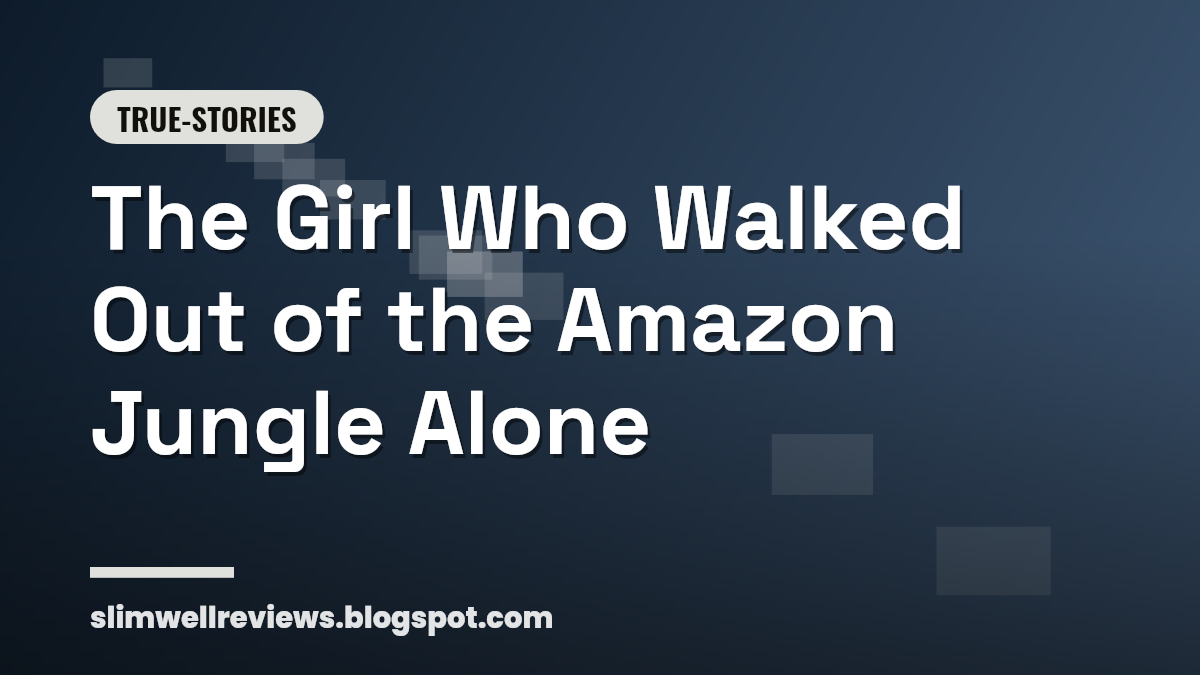 TRUE-STORIES
The Girl Who Walked
Out of the Amazon
Jungle Alone
slimwellreviews.blogspot.com